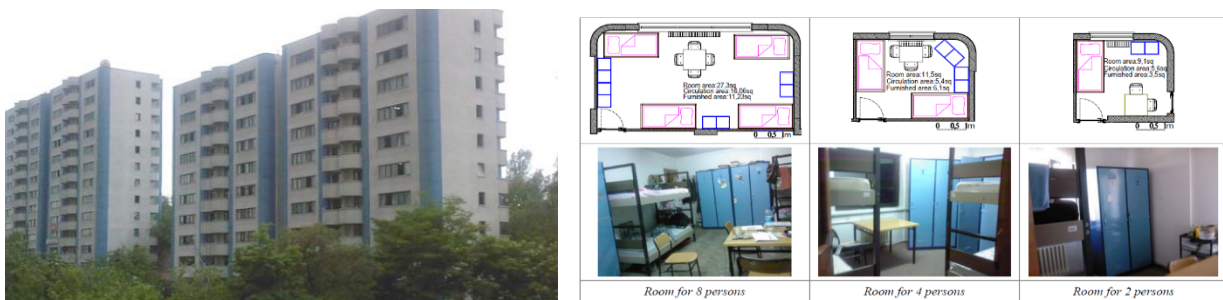 Room area:27,3sq
Circulation area:16,06sq
Furnished area:11,23sq
0 0,5 1m
Room area:11,5sq
Circulation area:5,4sq
Furnished area:6,1sq
0 0,5 1m
Room area:9,1sq
Circulation area:5,6sq
Furnished area:3,5sq
0 0,5 1m
Room for 8 persons
Room for 4 persons
Room for 2 persons